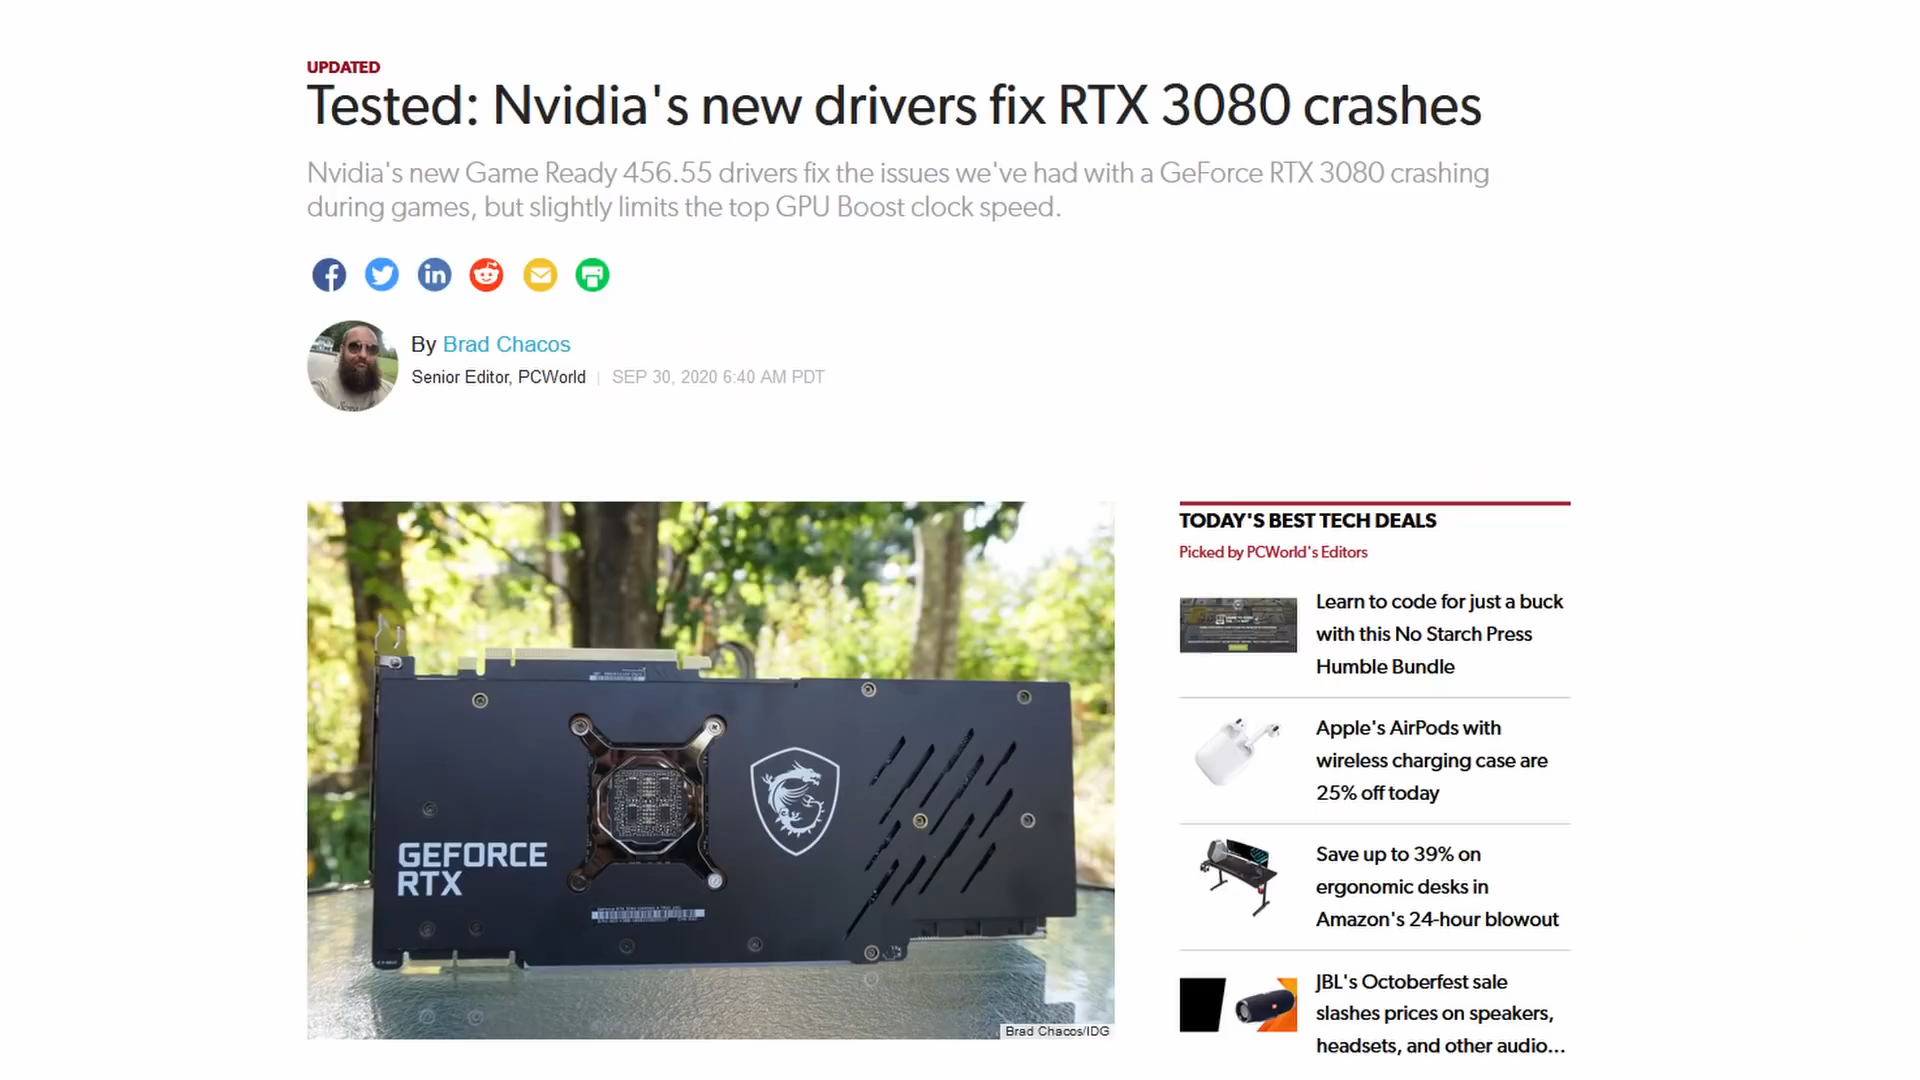 UPDATED
Tested: Nvidia's new drivers fix RTX 3080 crashes
Nvidia's new Game Ready 456.55 drivers fix the issues we've had with a GeForce RTX 3080 crashing
during games, but slightly limits the top GPU Boost clock speed.
By Brad Chacos
Senior Editor, PCWorld | SEP 30, 2020 6:40 AM PDT
GEFORCE
RTX
Brad Chacos/IDG
TODAY'S BEST TECH DEALS
Picked by PCWorld's Editors
Learn to code for just a buck
with this No Starch Press
Humble Bundle
Apple's AirPods with
wireless charging case are
25% off today
Save up to 39% on
ergonomic desks in
Amazon's 24-hour blowout
JBL's Octoberfest sale
slashes prices on speakers,
headsets, and other audio...